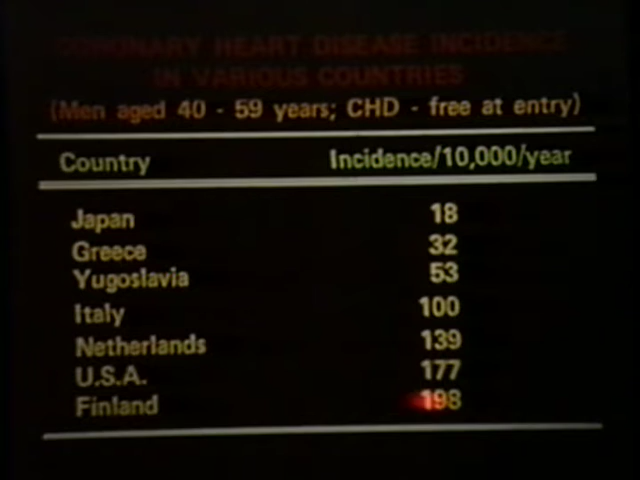 CORONARY HEART DISEASE INCIDENCE
IN VARIOUS COUNTRIES
(Men aged 40 - 59 years; CHD - free at entry)
Country Incidence/10,000/year
Japan 18
Greece 32
Yugoslavia 53
Italy 100
Netherlands 139
U.S.A. 177
Finland 198